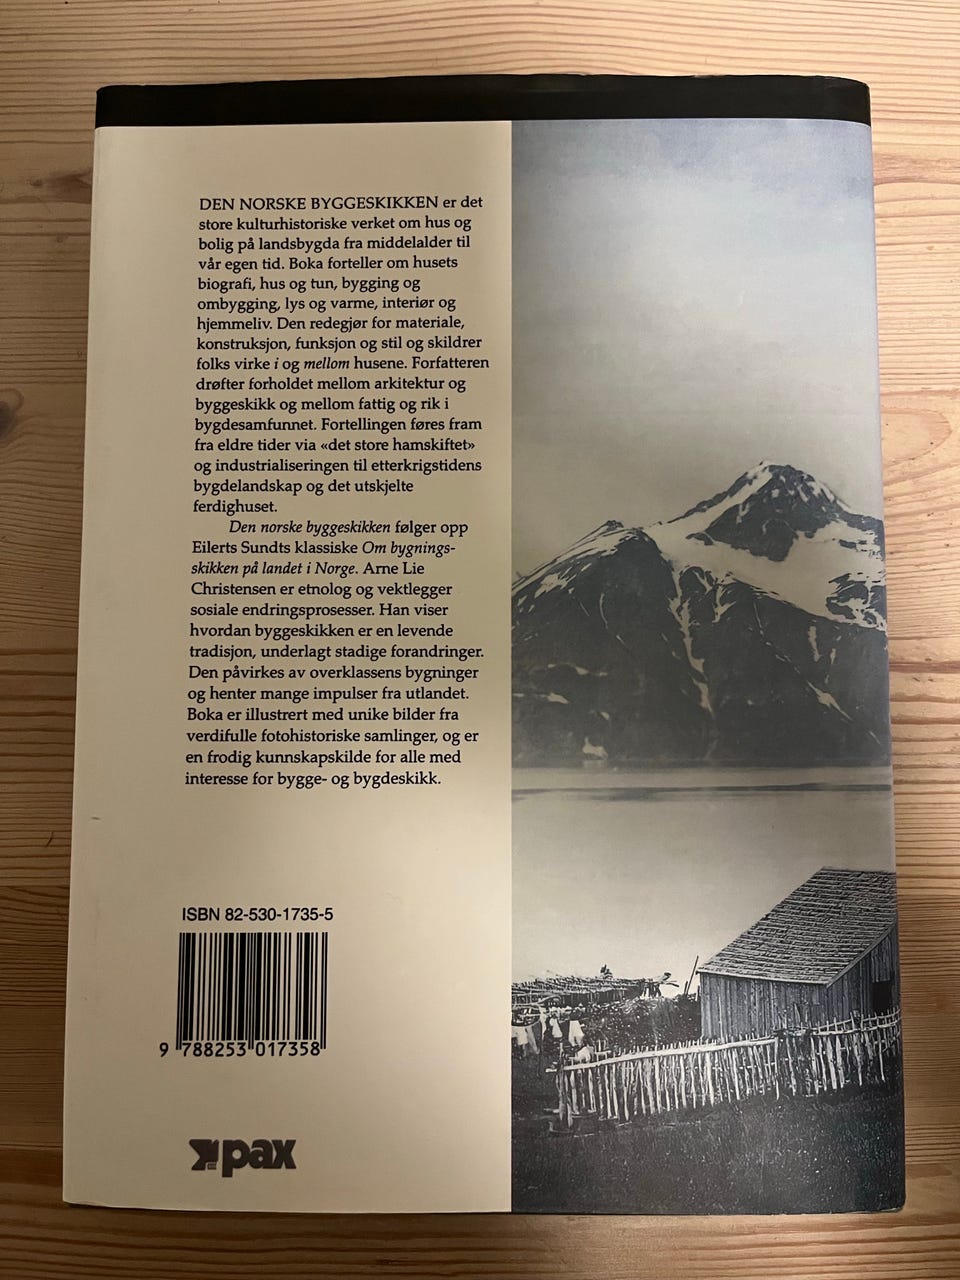 DEN NORSKE BYGGESKIKKEN er det
store kulturhistoriske verket om hus og
bolig på landsbygda fra middelalder til
vår egen tid. Boka forteller om husets
biografi, hus og tun, bygging og
ombygging, lys og varme, interiør og
hjemmeliv. Den redegjør for materiale,
konstruksjon, funksjon og stil og skildrer
folks virke i og mellom husene. Forfatteren
drøfter forholdet mellom arkitektur og
byggeskikk og mellom fattig og rik i
bygdesamfunnet. Fortellingen føres fram
fra eldre tider via «det store hamskiftet»
og industrialiseringen til etterkrigstidens
bygdelandskap og det utskjelte
ferdighuset.
Den norske byggeskikken følger opp
Eilerts Sundts klassiske Om bygnings-
skikken på landet i Norge. Arne Lie
Christensen er etnolog og vektlegger
sosiale endringsprosesser. Han viser
hvordan byggeskikken er en levende
tradisjon, underlagt stadige forandringer.
Den påvirkes av overklassens bygninger
og henter mange impulser fra utlandet.
Boka er illustrert med unike bilder fra
verdifulle fotohistoriske samlinger, og er
en frodig kunnskapskilde for alle med
interesse for bygge- og bygdeskikk.
ISBN 82-530-1735-5
9 788253 017358
pax